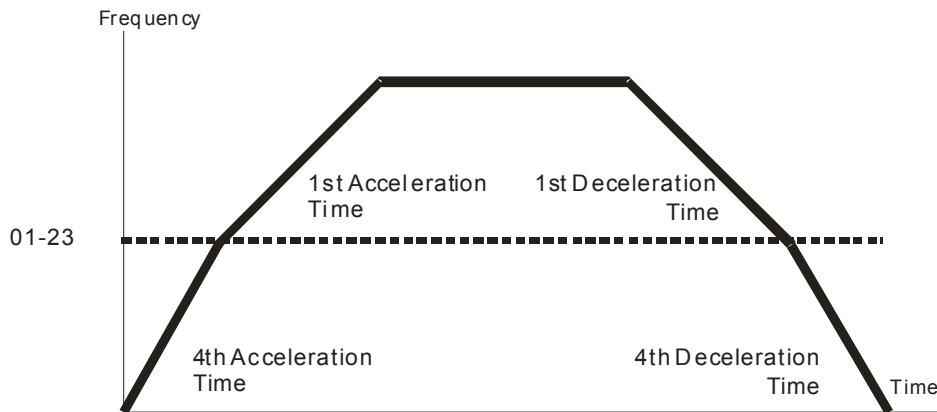 Frequency
1st Acceleration
Time
1st Deceleration
Time
01-23
4th Acceleration
Time
4th Deceleration
Time
Time